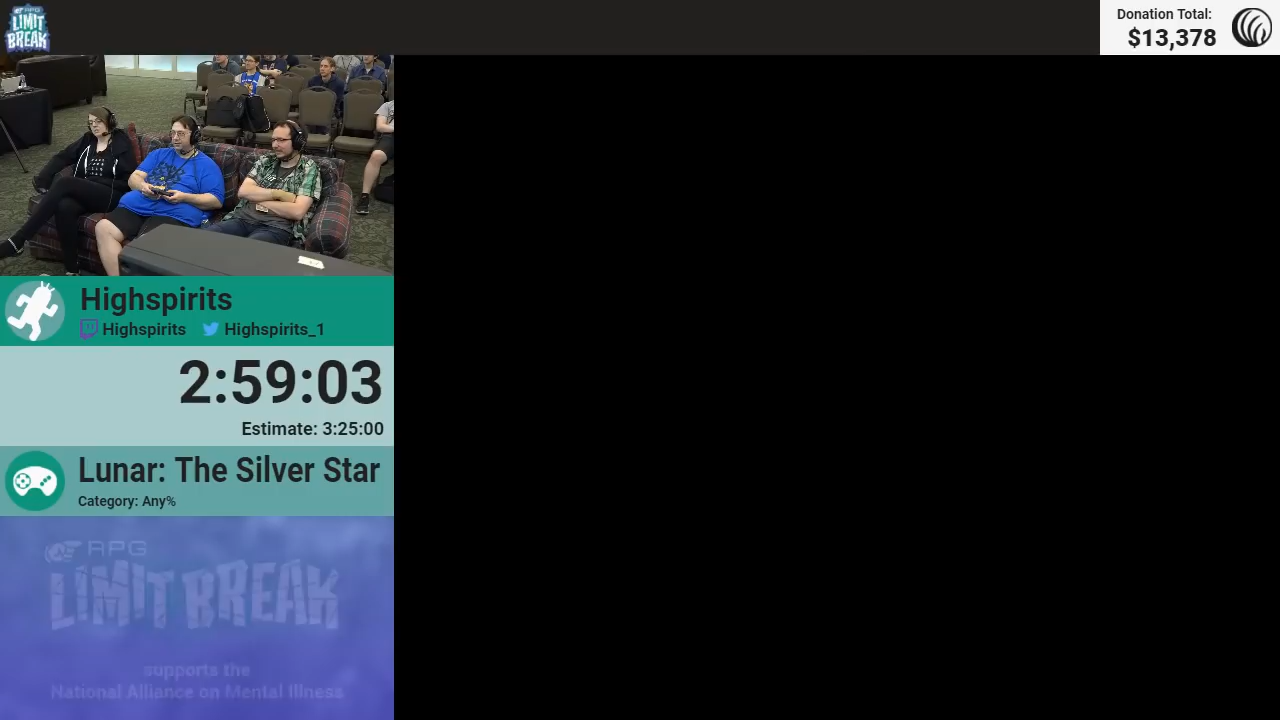 RPG
LIMIT
BREAK
Donation Total:
$13,378
Highspirits
Highspirits
Highspirits_1
2:59:03
Estimate: 3:25:00
Lunar: The Silver Star
Category: Any%
RPG
LIMIT BREAK
supports the
National Alliance on Mental Illness